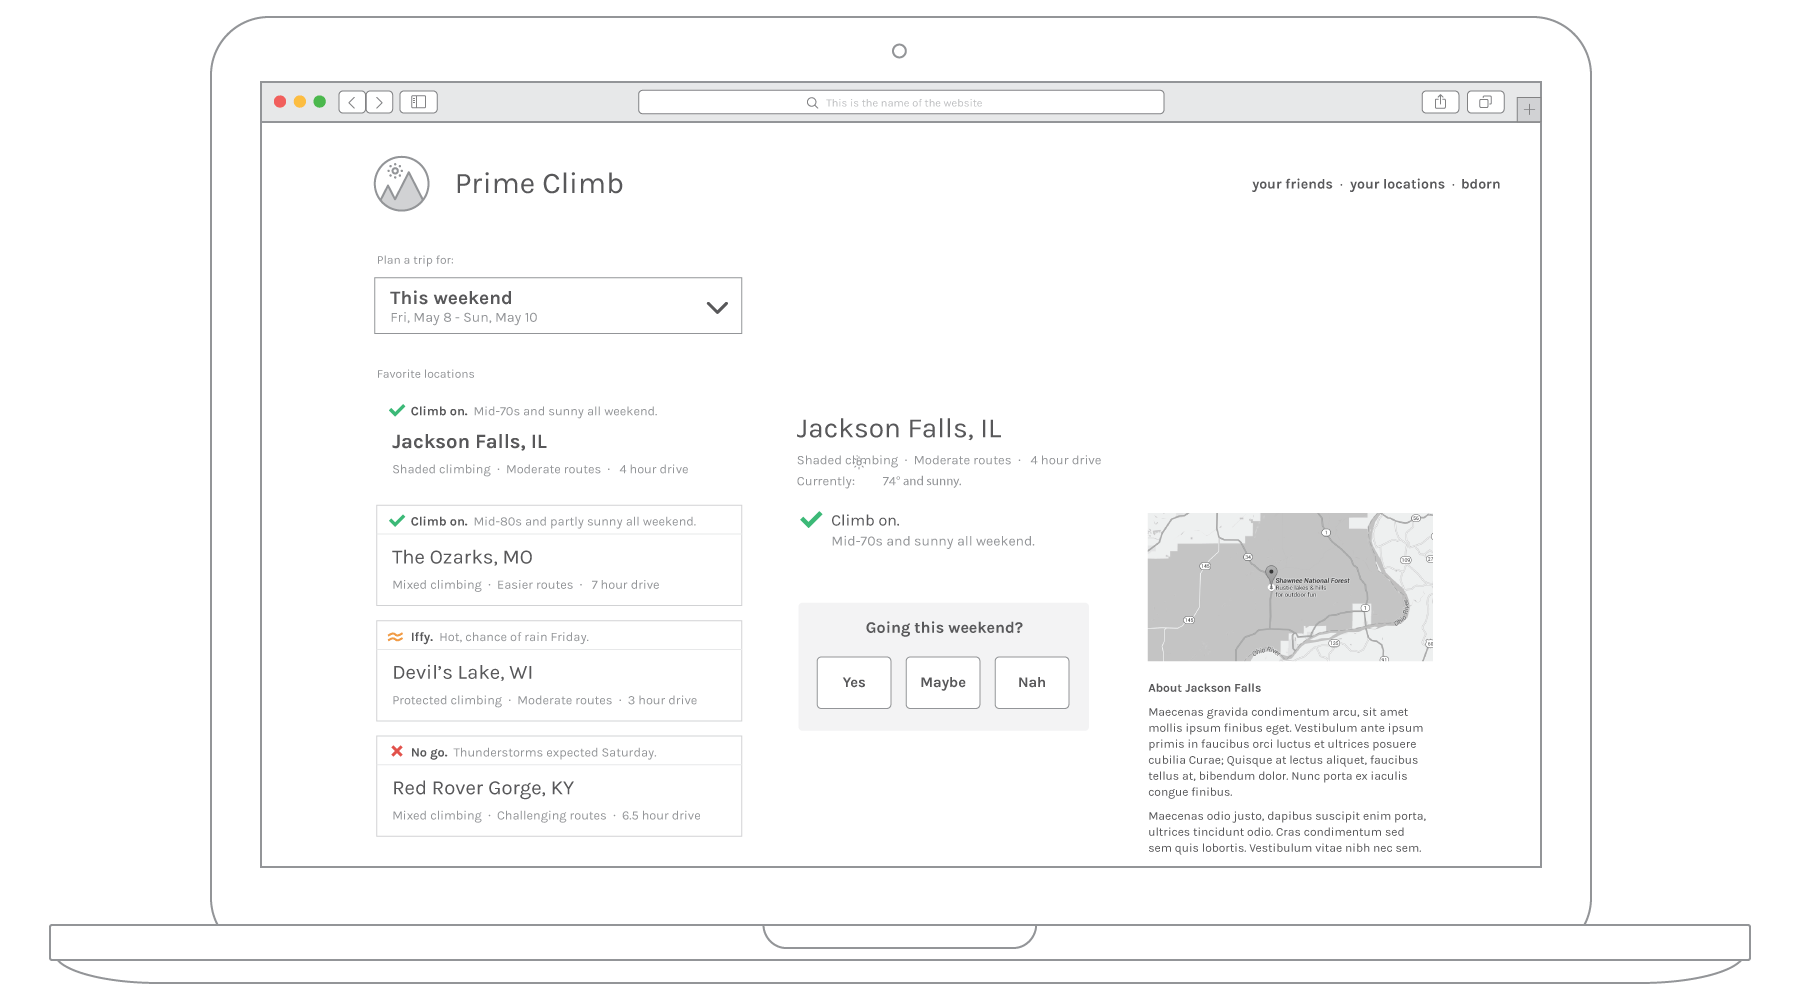 This is the name of the website
Prime Climb
your friends · your locations · bdorn
Plan a trip for:
This weekend
Fri, May 8 - Sun, May 10
Favorite locations
Climb on. Mid-70s and sunny all weekend.
Jackson Falls, IL
Shaded climbing · Moderate routes · 4 hour drive
Climb on. Mid-80s and partly sunny all weekend.
The Ozarks, MO
Mixed climbing · Easier routes · 7 hour drive
Iffy. Hot, chance of rain Friday.
Devil's Lake, WI
Protected climbing · Moderate routes · 3 hour drive
No go. Thunderstorms expected Saturday.
Red Rover Gorge, KY
Mixed climbing · Challenging routes · 6.5 hour drive
Jackson Falls, IL
Shaded climbing · Moderate routes · 4 hour drive
Currently: 74° and sunny.
Climb on.
Mid-70s and sunny all weekend.
Going this weekend?
Yes Maybe Nah
Shawnee National Forest
Rustic lakes & hills
for outdoor fun
Ohio River
Ohio River
About Jackson Falls
Maecenas gravida condimentum arcu, sit amet
mollis ipsum finibus eget. Vestibulum ante ipsum
primis in faucibus orci luctus et ultrices posuere
cubilia Curae; Quisque at lectus aliquet, faucibus
tellus at, bibendum dolor. Nunc porta ex iaculis
congue finibus.
Maecenas odio justo, dapibus suscipit enim porta,
ultrices tincidunt odio. Cras condimentum sed
sem quis lobortis. Vestibulum vitae nibh nec sem.